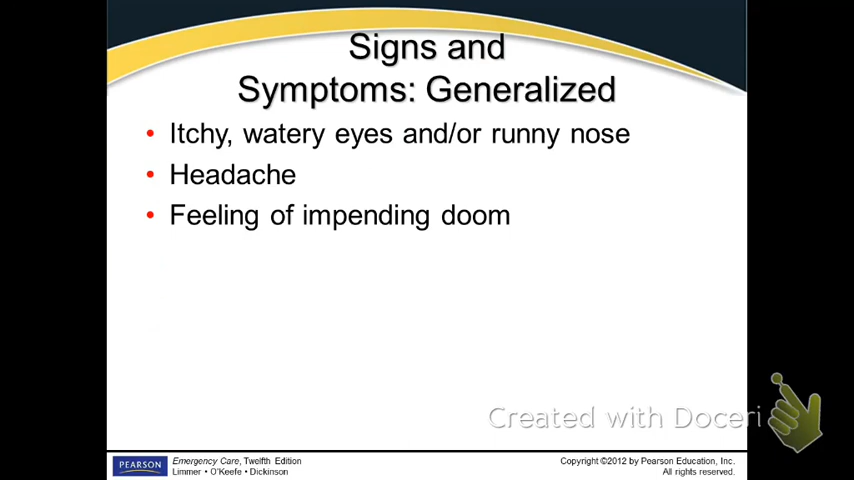 Signs and
Symptoms: Generalized
• Itchy, watery eyes and/or runny nose
• Headache
• Feeling of impending doom
Created with Doceri
PEARSON
Emergency Care, Twelfth Edition
Limmer • O'Keefe • Dickinson
Copyright ©2012 by Pearson Education, Inc.
All rights reserved.